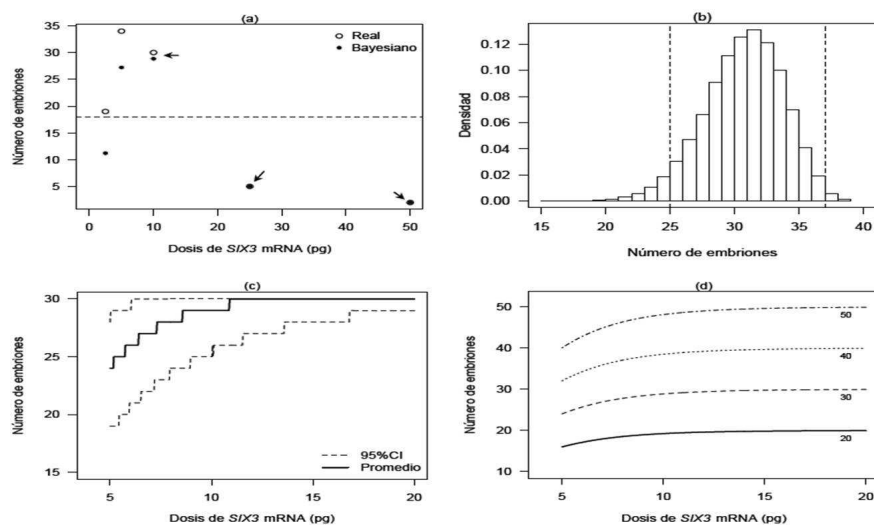 (a)
35
30
25
20
15
10
5
Número de embriones
Real
Bayesiano
0 10 20 30 40 50
Dosis de SIX3 mRNA (pg)
(b)
0.12
0.10
0.08
0.06
0.04
0.02
0.00
Densidad
15 20 25 30 35 40
Número de embriones
(c)
30
25
20
15
Número de embriones
95%CI
Promedio
5 10 15 20
Dosis de SIX3 mRNA (pg)
(d)
50
40
30
20
10
Número de embriones
50
40
30
20
5 10 15 20
Dosis de SIX3 mRNA (pg)